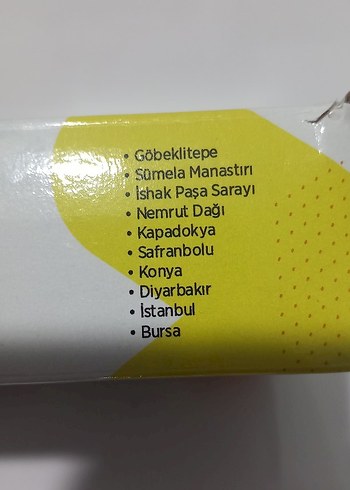 • Göbeklitepe
• Sümela Manastırı
• İshak Paşa Sarayı
• Nemrut Dağı
• Kapadokya
• Safranbolu
• Konya
• Diyarbakır
• İstanbul
• Bursa